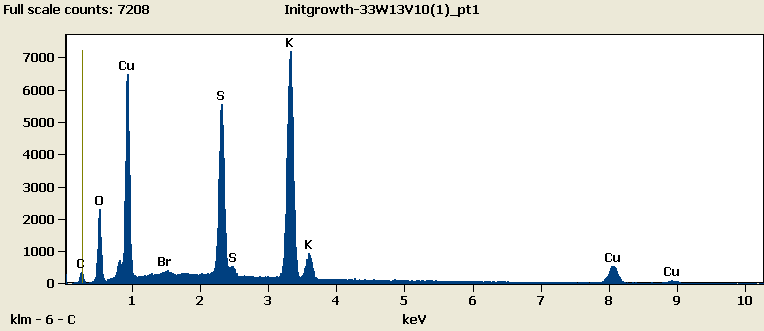 Full scale counts: 7208 Initgrowth-33W13V10(1)_pt1
7000
6000
5000
4000
3000
2000
1000
0
C
O
Cu
Br
S
S
K
K
Cu
Cu
1 2 3 4 5 6 7 8 9 10
klm - 6 - C keV